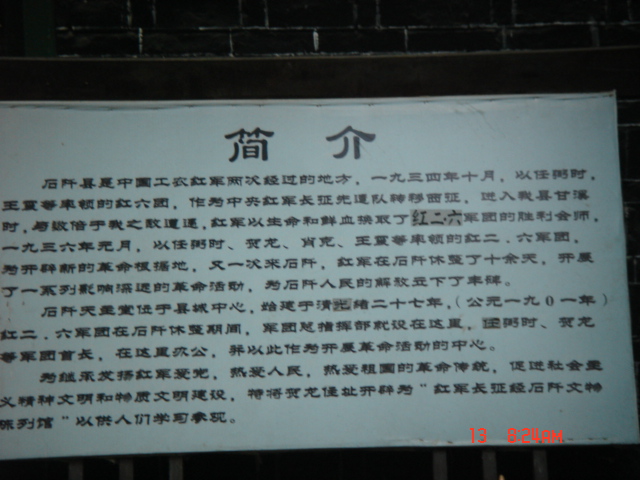 简 介
石阡县是中国工农红军两次经过的地方，一九三四年十月，以任弼时、
王震等率领的红六团，作为中央红军长征先遣队转移西征，进入我县甘溪
时，与数倍于我之敌遭遇，红军以生命和鲜血换取了红二·六军团的胜利会师，
一九三六年元月，以任弼时、贺龙、肖克、王震等率领的红二．六军团，
为开辟新的革命根据地，又一次来石阡，红军在石阡休整了十余天，开展
了一系列影响深远的革命活动，为石阡人民的解放立下了丰碑。
石阡天主堂位于县城中心，始建于清光绪二十七年，（公元一九０一年）
红二．六军团在石阡休整期间，军团总指挥部就设在这里，任弼时、贺龙
等军团首长，在这里办公，并以此作为开展革命活动的中心。
为继承发扬红军爱党，热爱人民，热爱祖国的革命传统，促进社会主
义精神文明和物质文明建设，特将贺龙住址开辟为“红军长征经石阡文物
陈列馆”以供人们学习参观。
13 8:24AM